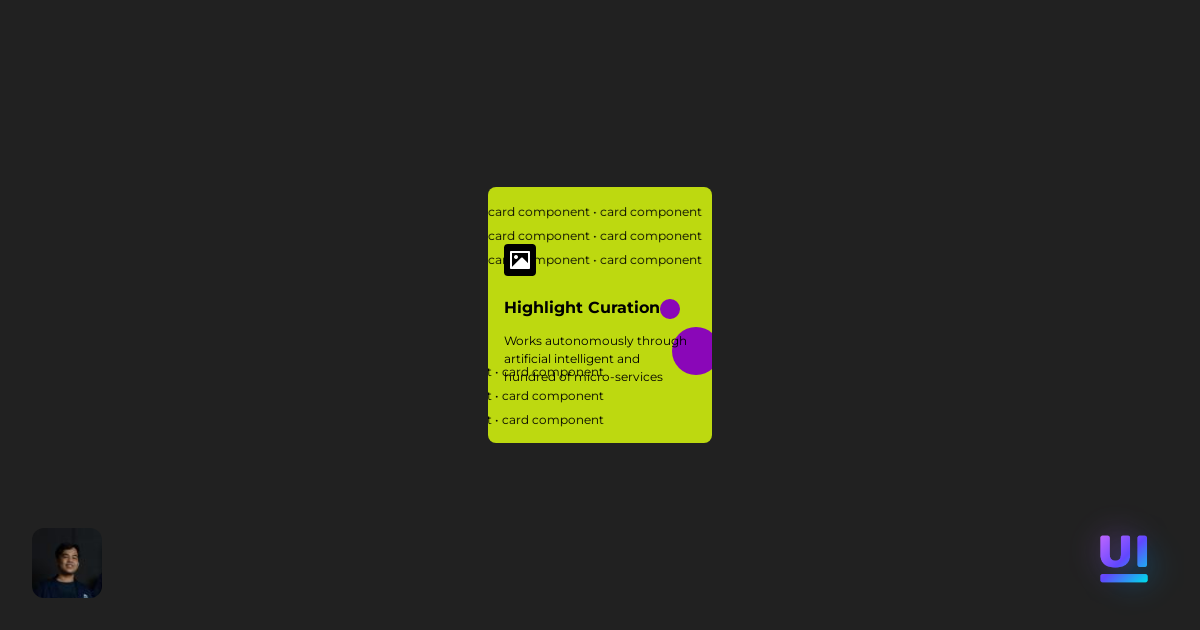 card component • card component
card component • card component
card component • card component
Highlight Curation
Works autonomously through
artificial intelligent and
hundred of micro-services
t • card component
t • card component
t • card component
UI